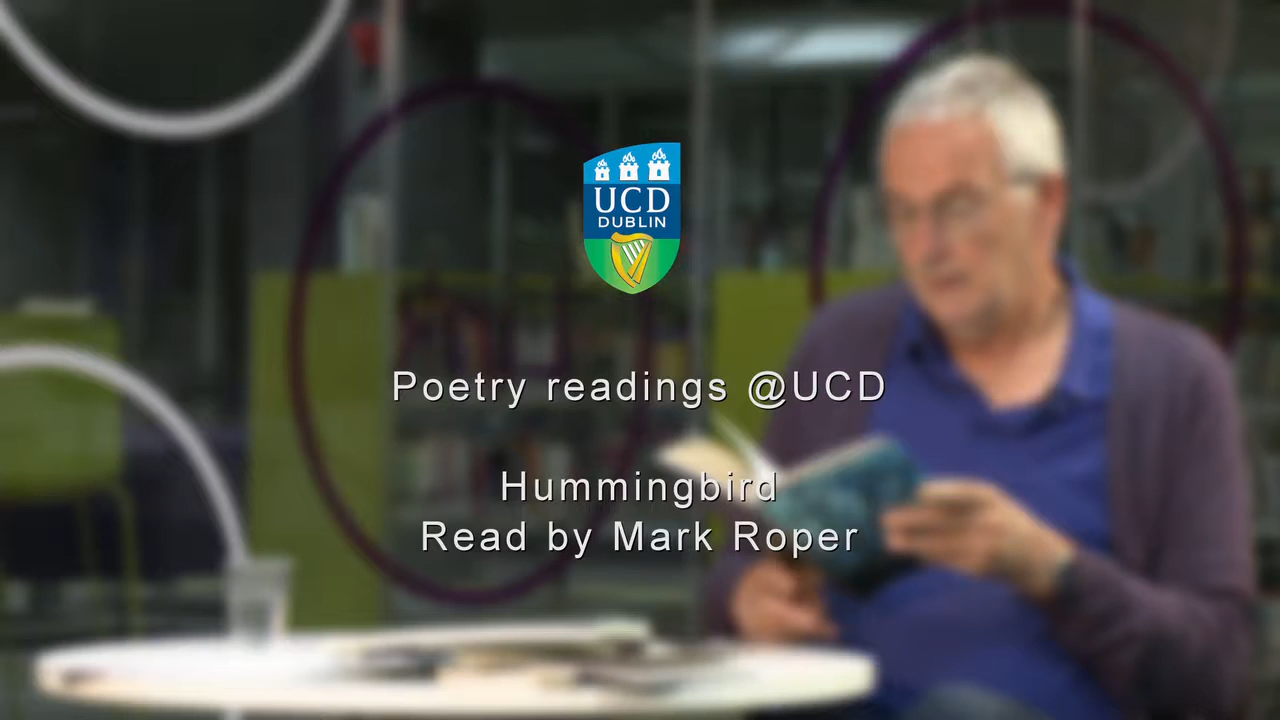 UCD
DUBLIN
Poetry readings @UCD
Hummingbird
Read by Mark Roper